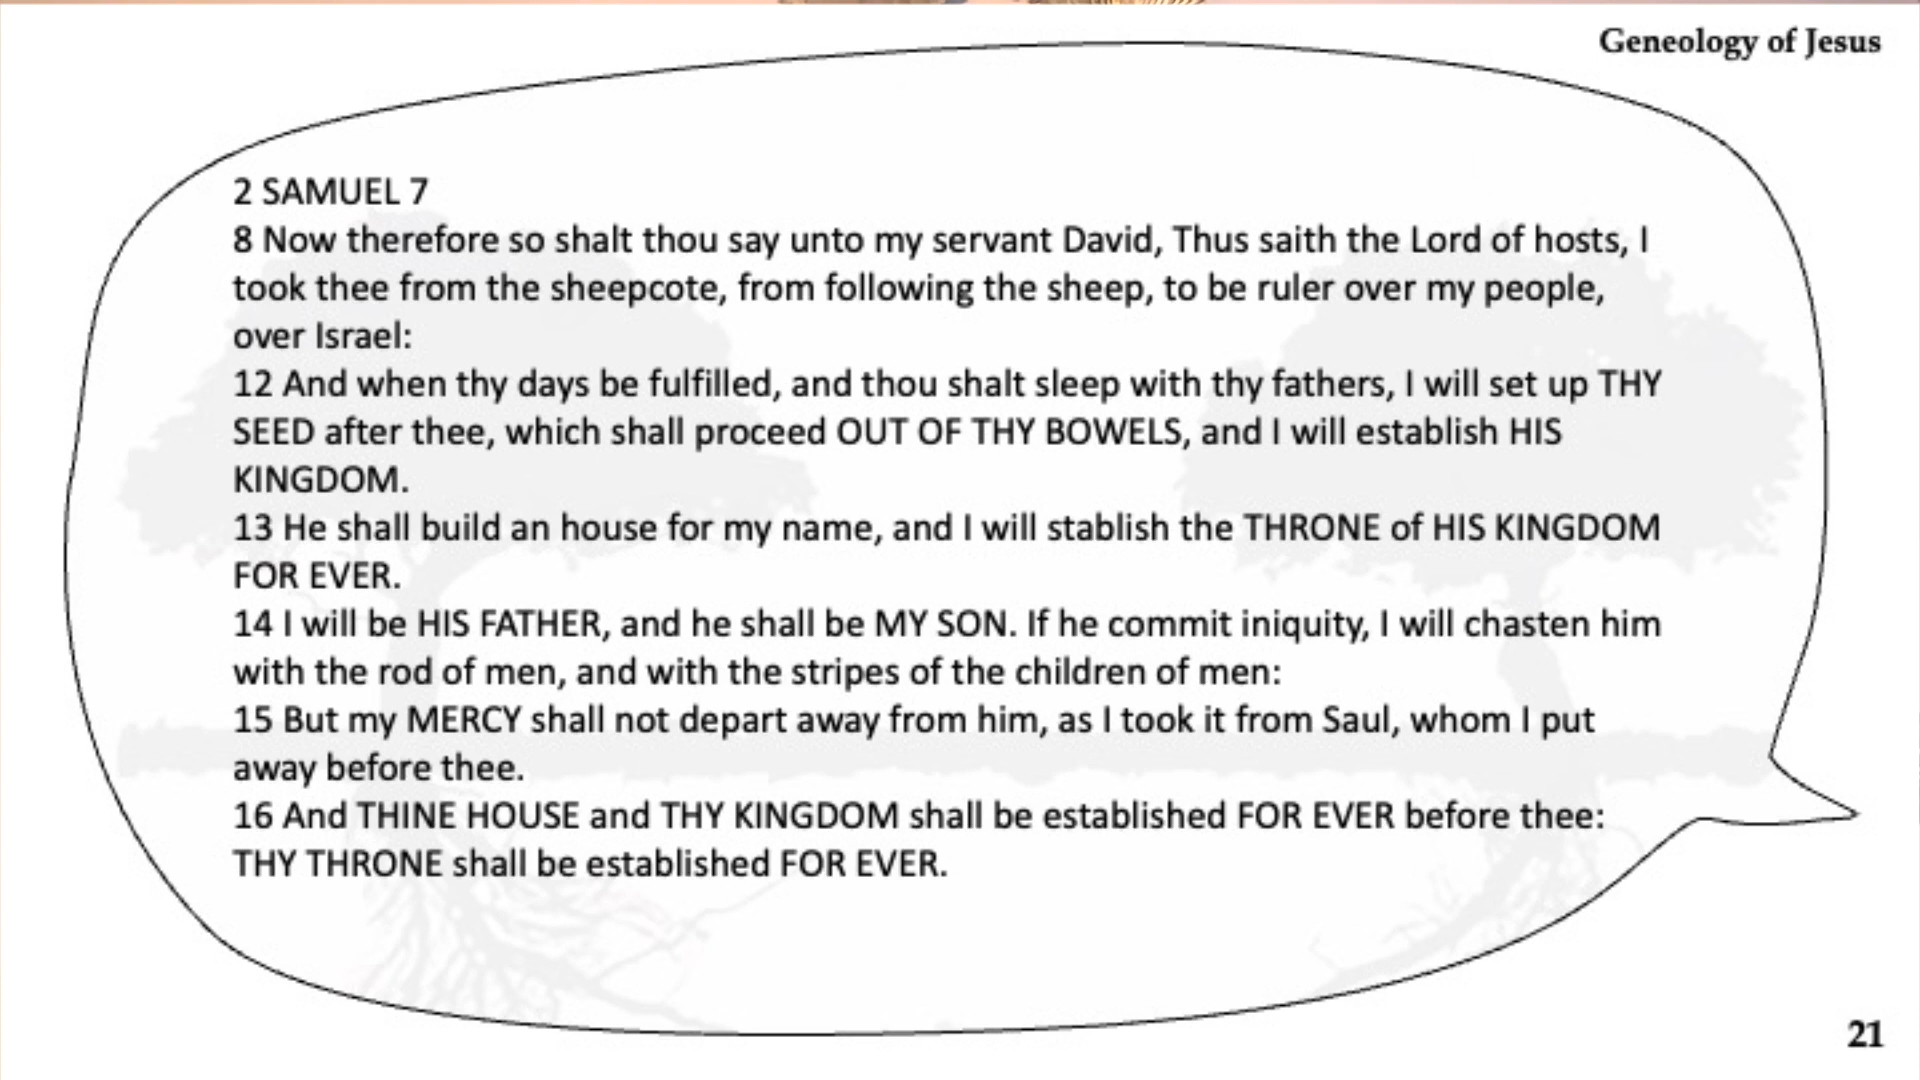 Geneology of Jesus
2 SAMUEL 7
8 Now therefore so shalt thou say unto my servant David, Thus saith the Lord of hosts, I
took thee from the sheepcote, from following the sheep, to be ruler over my people,
over Israel:
12 And when thy days be fulfilled, and thou shalt sleep with thy fathers, I will set up THY
SEED after thee, which shall proceed OUT OF THY BOWELS, and I will establish HIS
KINGDOM.
13 He shall build an house for my name, and I will stablish the THRONE of HIS KINGDOM
FOR EVER.
14 I will be HIS FATHER, and he shall be MY SON. If he commit iniquity, I will chasten him
with the rod of men, and with the stripes of the children of men:
15 But my MERCY shall not depart away from him, as I took it from Saul, whom I put
away before thee.
16 And THINE HOUSE and THY KINGDOM shall be established FOR EVER before thee:
THY THRONE shall be established FOR EVER.
21